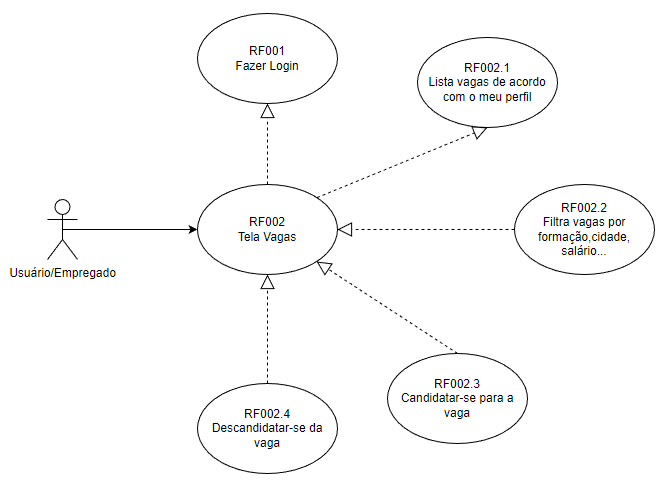 RF001
Fazer Login
RF002.1
Lista vagas de acordo
com o meu perfil
RF002
Tela Vagas
RF002.2
Filtra vagas por
formação,cidade,
salário...
Usuário/Empregado
RF002.3
Candidatar-se para a
vaga
RF002.4
Descandidatar-se da
vaga